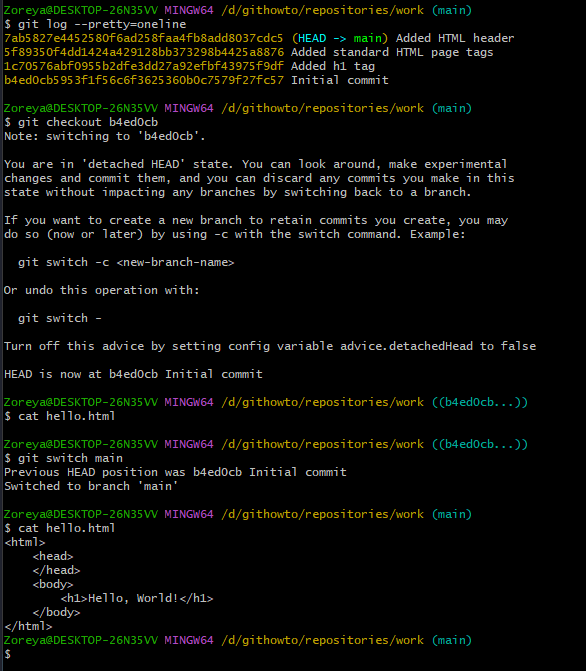 Zoreya@DESKTOP-26N35VV MINGW64 /d/githowto/repositories/work (main)
$ git log --pretty=oneline
7ab5827e4452580f6ad258faa4fb8add8037cdc5 (HEAD -> main) Added HTML header
5f89350f4dd1424a429128bb373298b4425a8876 Added standard HTML page tags
1c70576abf0955b2dfe3dd27a92efbf43975f9df Added h1 tag
b4ed0cb5953f1f56c6f3625360b0c7579f27fc57 Initial commit

Zoreya@DESKTOP-26N35VV MINGW64 /d/githowto/repositories/work (main)
$ git checkout b4ed0cb
Note: switching to 'b4ed0cb'.

You are in 'detached HEAD' state. You can look around, make experimental
changes and commit them, and you can discard any commits you make in this
state without impacting any branches by switching back to a branch.

If you want to create a new branch to retain commits you create, you may
do so (now or later) by using -c with the switch command. Example:

  git switch -c <new-branch-name>

Or undo this operation with:

  git switch -

Turn off this advice by setting config variable advice.detachedHead to false

HEAD is now at b4ed0cb Initial commit

Zoreya@DESKTOP-26N35VV MINGW64 /d/githowto/repositories/work ((b4ed0cb...))
$ cat hello.html

Zoreya@DESKTOP-26N35VV MINGW64 /d/githowto/repositories/work ((b4ed0cb...))
$ git switch main
Previous HEAD position was b4ed0cb Initial commit
Switched to branch 'main'

Zoreya@DESKTOP-26N35VV MINGW64 /d/githowto/repositories/work (main)
$ cat hello.html
<html>
    <head>
    </head>
    <body>
        <h1>Hello, World!</h1>
    </body>
</html>
Zoreya@DESKTOP-26N35VV MINGW64 /d/githowto/repositories/work (main)
$